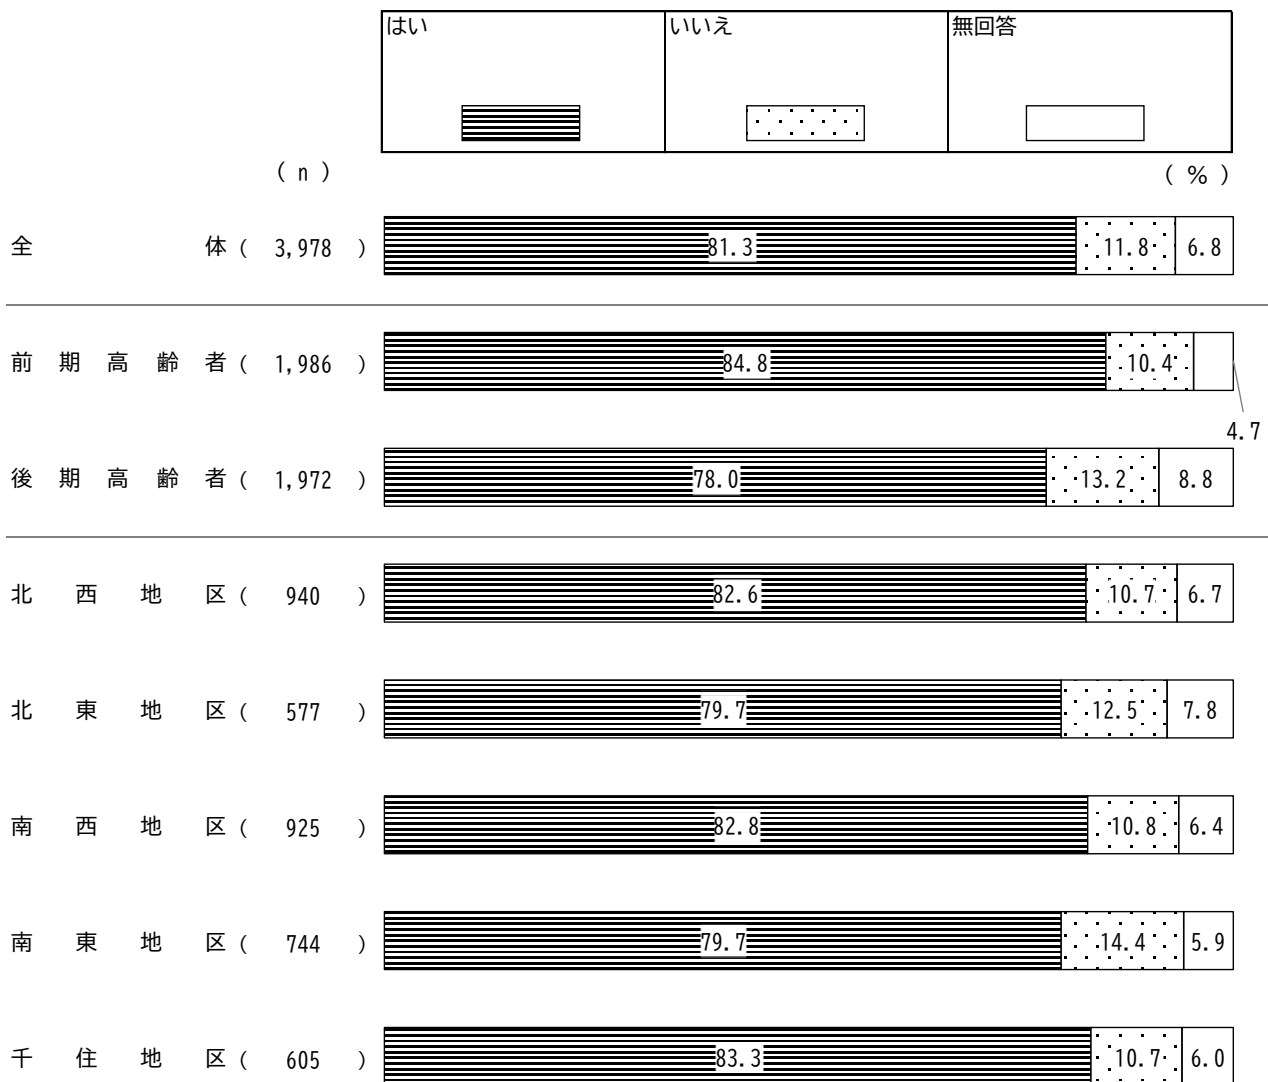 はい いいえ 無回答
( n ) ( % )
全体 ( 3,978 ) 81.3 11.8 6.8
前期高齢者 ( 1,986 ) 84.8 10.4
4.7
後期高齢者 ( 1,972 ) 78.0 13.2 8.8
北西地区 ( 940 ) 82.6 10.7 6.7
北東地区 ( 577 ) 79.7 12.5 7.8
南西地区 ( 925 ) 82.8 10.8 6.4
南東地区 ( 744 ) 79.7 14.4 5.9
千住地区 ( 605 ) 83.3 10.7 6.0